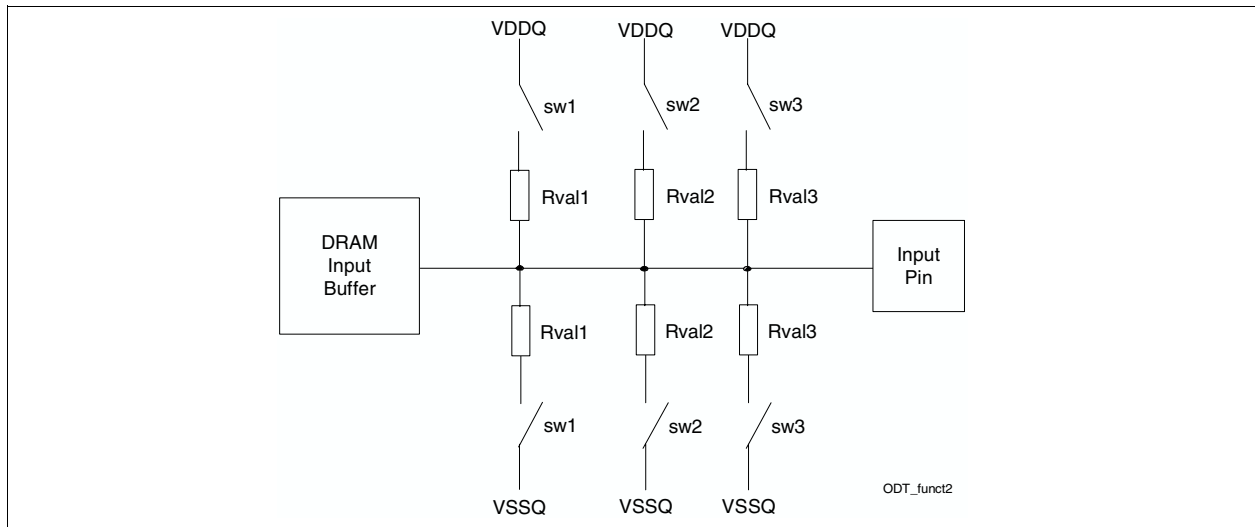 VDDQ VDDQ VDDQ
sw1 sw2 sw3
Rval1 Rval2 Rval3
DRAM
Input
Buffer
Input
Pin
Rval1 Rval2 Rval3
sw1 sw2 sw3
VSSQ VSSQ VSSQ
ODT_funct2